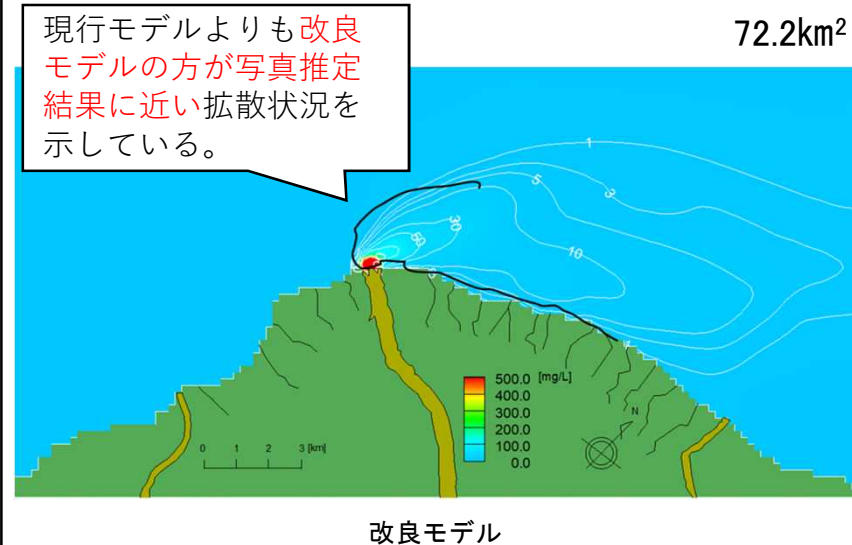 現行モデルよりも改良
モデルの方が写真推定
結果に近い拡散状況を
示している。
72.2km²
1
5
3
30
50
10
500.0 [mg/L]
400.0
300.0
200.0
100.0
0.0
N
0 1 2 3 [km]
改良モデル